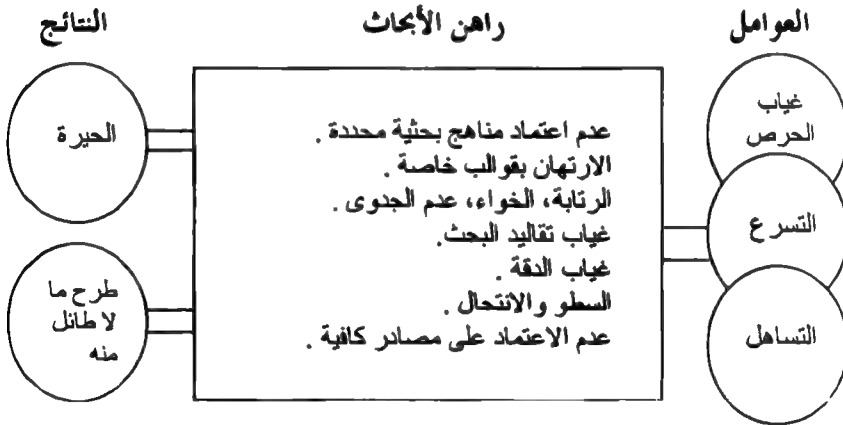 العوامل
راهن الأبحاث
النتائج
غياب
الحرص
التسرع
التساهل
عدم اعتماد مناهج بحثية محددة .
الارتهان بقوالب خاصة .
الرتابة، الخواء، عدم الجدوى .
غياب تقاليد البحث.
غياب الدقة .
السطو والانتحال .
عدم الاعتماد على مصادر كافية .
الحيرة
طرح ما
لا طائل
منه